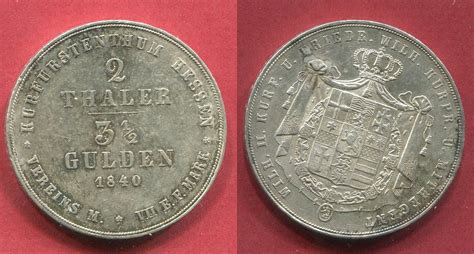 KURFÜRSTENTHUM HESSEN
2
THALER
3½
GULDEN
1840
VEREINS M. * VII E. F. MARK
WILH. II. KURF. U. FRIEDR. WILH. KURPR. U. MITREGENT